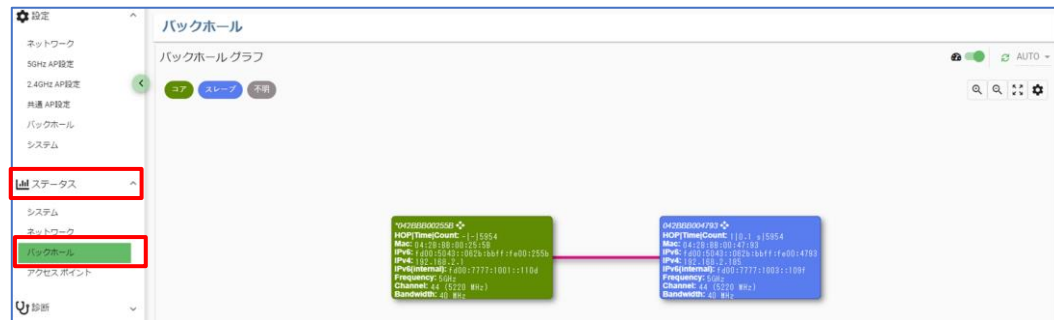 設定
ネットワーク
5GHz AP設定
2.4GHz AP設定
共通 AP設定
バックホール
システム
ステータス
システム
ネットワーク
バックホール
アクセス ポイント
診断
バックホール
バックホール グラフ
AUTO
コア スレーブ 不明
*042BBB00255B
HOP|Time|Count: -|-|5954
Mac: 04:2B:BB:00:25:5B
IPv6: fd00:5043::062b:bbff:fe00:255b
IPv4: 192.168.2.1
IPv6(internal): fd00:7777:1001::110d
Frequency: 5GHz
Channel: 44 (5220 MHz)
Bandwidth: 40 MHz
042BBB004793
HOP|Time|Count: 1|0.1 s|5954
Mac: 04:2B:BB:00:47:93
IPv6: fd00:5043::062b:bbff:fe00:4793
IPv4: 192.168.2.185
IPv6(internal): fd00:7777:1003::109f
Frequency: 5GHz
Channel: 44 (5220 MHz)
Bandwidth: 40 MHz